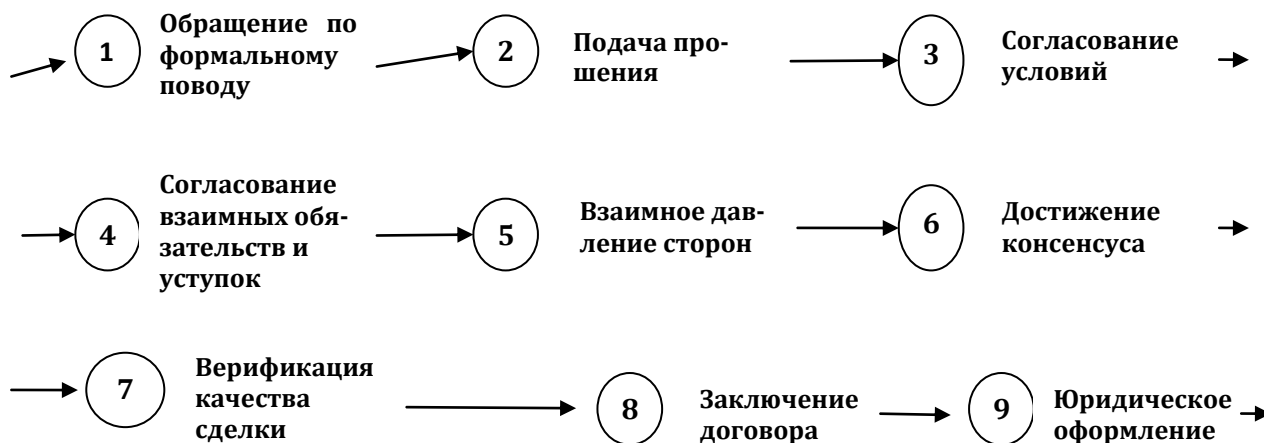 1
Обращение по
формальному
поводу
2
Подача про-
шения
3
Согласование
условий
4
Согласование
взаимных обя-
зательств и
уступок
5
Взаимное дав-
ление сторон
6
Достижение
консенсуса
7
Верификация
качества
сделки
8
Заключение
договора
9
Юридическое
оформление